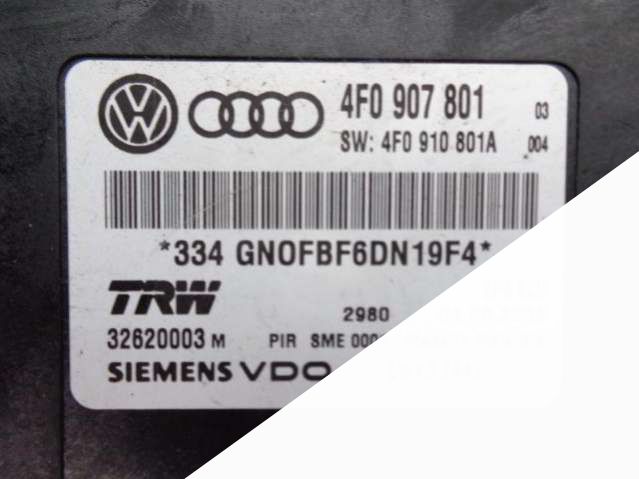 4F0 907 801 03
SW: 4F0 910 801A 004
*334 GNOFBF6DN19F4*
TRW 2980
32620003 M PIR SME
SIEMENS VDO